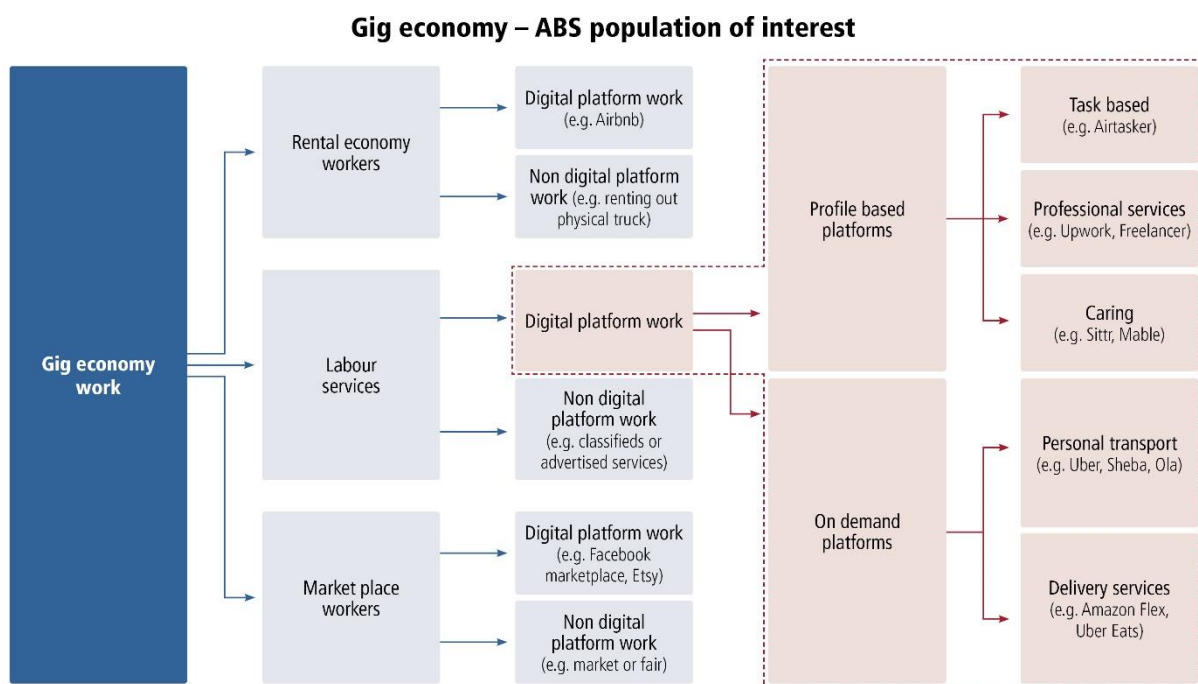 Gig economy – ABS population of interest
Gig economy
work
Rental economy
workers
Digital platform work
(e.g. Airbnb)
Non digital platform
work (e.g. renting out
physical truck)
Labour
services
Digital platform work
Non digital
platform work
(e.g. classifieds or
advertised services)
Market place
workers
Digital platform work
(e.g. Facebook
marketplace, Etsy)
Non digital
platform work
(e.g. market or fair)
Profile based
platforms
Task based
(e.g. Airtasker)
Professional services
(e.g. Upwork, Freelancer)
Caring
(e.g. Sittr, Mable)
On demand
platforms
Personal transport
(e.g. Uber, Sheba, Ola)
Delivery services
(e.g. Amazon Flex,
Uber Eats)